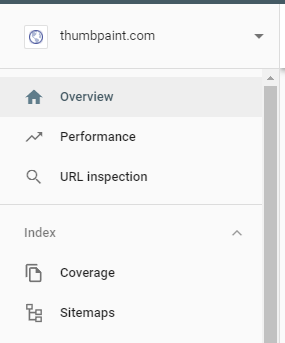 thumbpaint.com
Overview
Performance
URL inspection
Index
Coverage
Sitemaps